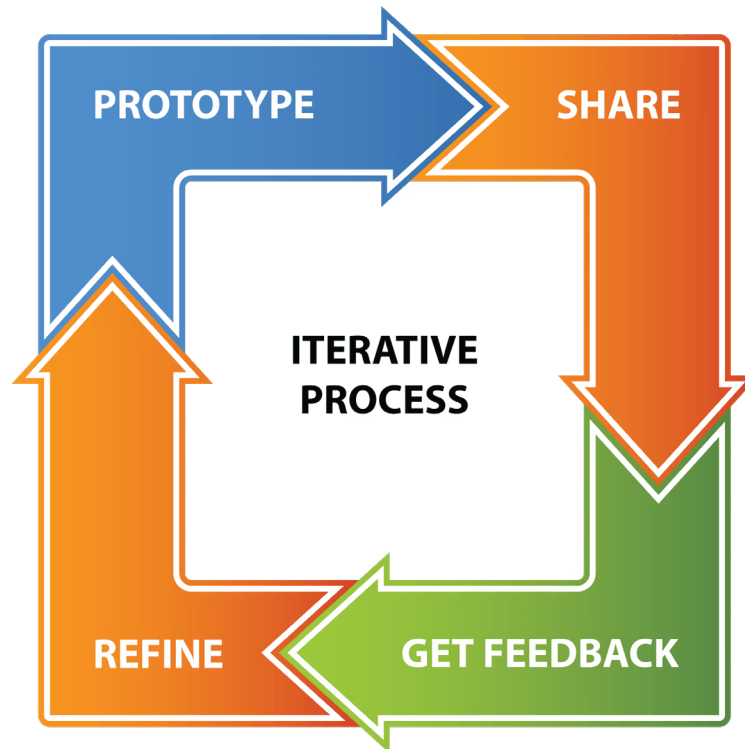 PROTOTYPE
SHARE
ITERATIVE
PROCESS
REFINE
GET FEEDBACK